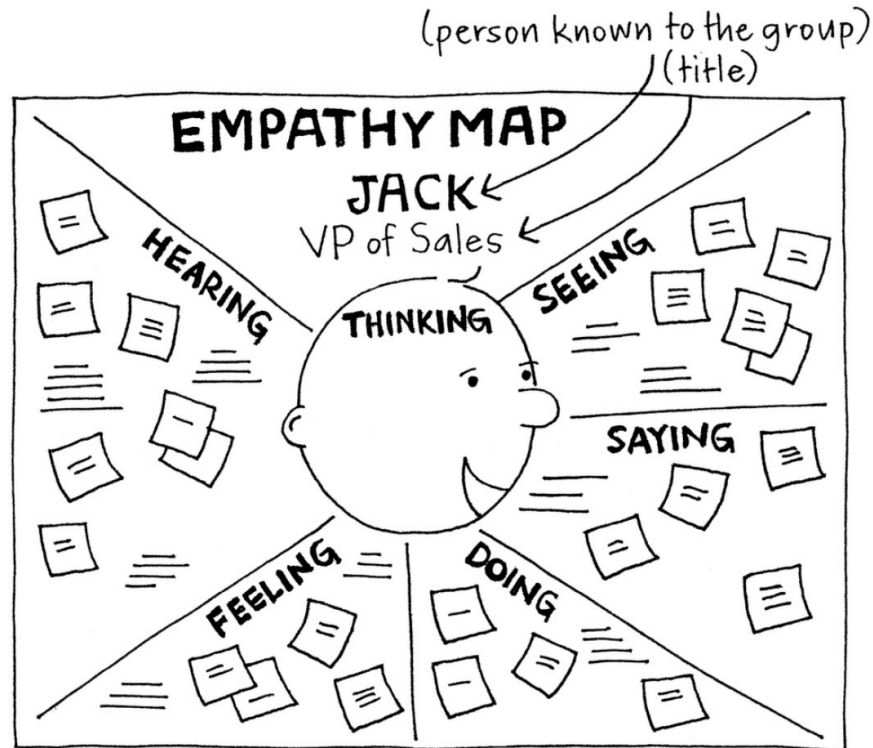 (person known to the group)
(title)
EMPATHY MAP
JACK
VP of Sales
HEARING
THINKING
SEEING
SAYING
FEELING
DOING